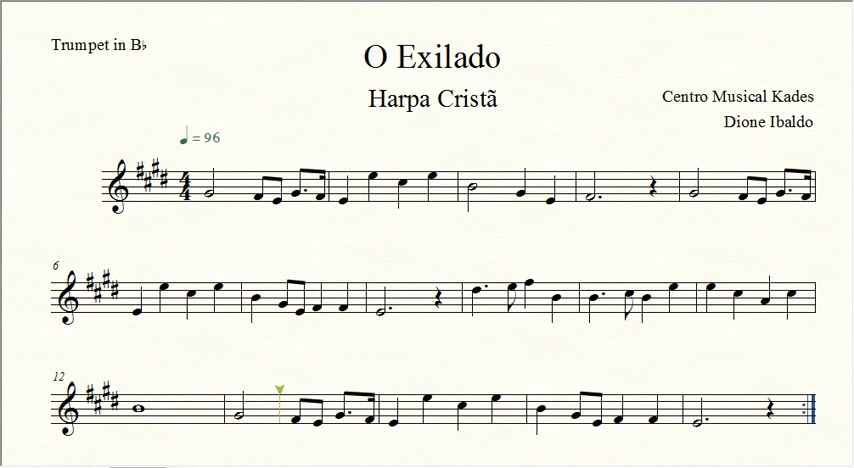 Trumpet in B♭
O Exilado
Harpa Cristã
Centro Musical Kades
Dione Ibaldo
♩ = 96
4
4
6
12